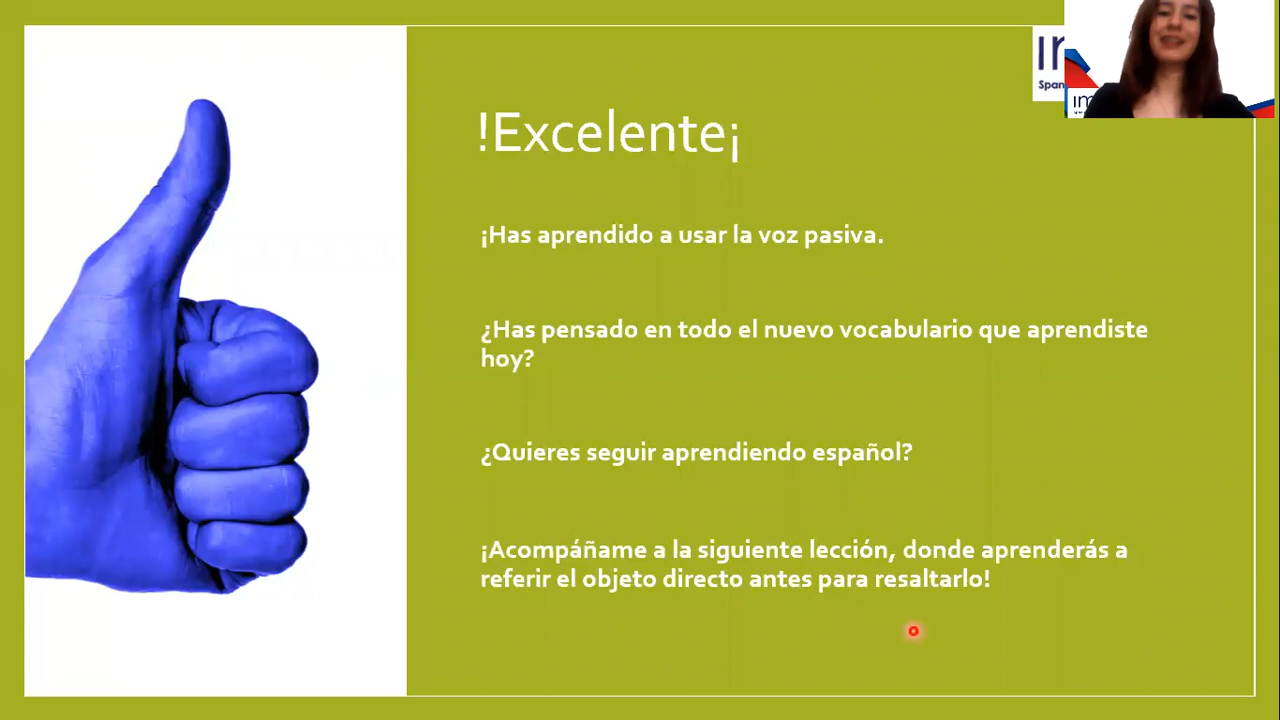 !Excelente¡
¡Has aprendido a usar la voz pasiva.
¿Has pensado en todo el nuevo vocabulario que aprendiste
hoy?
¿Quieres seguir aprendiendo español?
¡Acompáñame a la siguiente lección, donde aprenderás a
referir el objeto directo antes para resaltarlo!